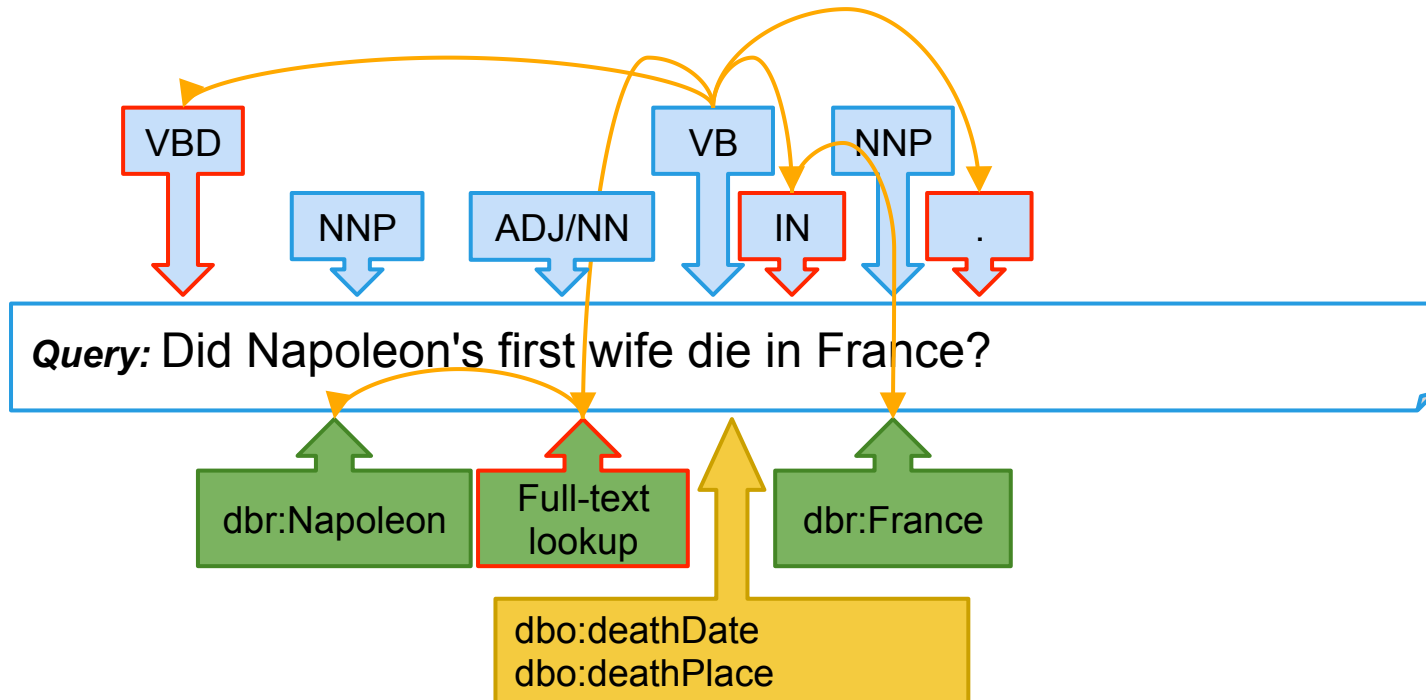 VBD
VB
NNP
NNP
ADJ/NN
IN
.
Query: Did Napoleon's first wife die in France?
dbr:Napoleon
Full-text
lookup
dbr:France
dbo:deathDate
dbo:deathPlace